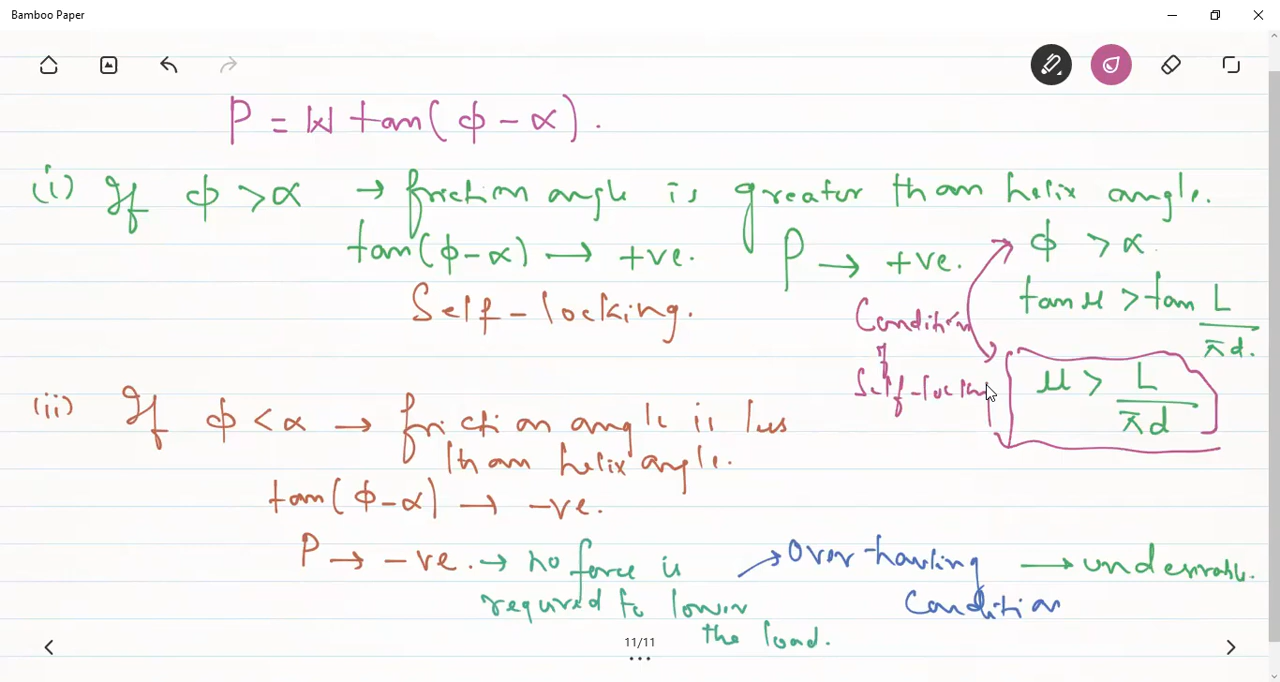 Bamboo Paper
P = W tan(ϕ - α).
(i) If ϕ > α → friction angle is greater than helix angle.
tan(ϕ-α) → +ve. P → +ve.
ϕ > α
Self-locking.
tan μ > tan L/πd.
Condition
of
Self-locking
μ > L/πd
(ii) If ϕ < α → friction angle is less
than helix angle.
tan(ϕ-α) → -ve.
P → -ve. → no force is
required to lower
the load.
→ Over-hauling
Condition
→ undesirable.
11/11